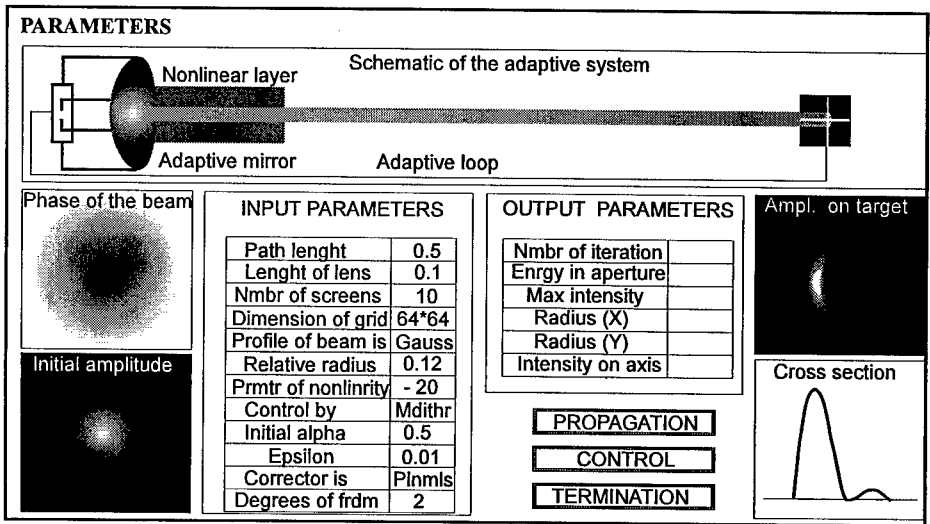 PARAMETERS
Schematic of the adaptive system
Nonlinear layer
Adaptive mirror
Adaptive loop
Phase of the beam
Initial amplitude
INPUT PARAMETERS
Path lenght 0.5
Lenght of lens 0.1
Nmbr of screens 10
Dimension of grid 64*64
Profile of beam is Gauss
Relative radius 0.12
Prmtr of nonlinrity - 20
Control by Mdithr
Initial alpha 0.5
Epsilon 0.01
Corrector is Plnmls
Degrees of frdm 2
OUTPUT PARAMETERS
Nmbr of iteration
Enrgy in aperture
Max intensity
Radius (X)
Radius (Y)
Intensity on axis
PROPAGATION
CONTROL
TERMINATION
Ampl. on target
Cross section